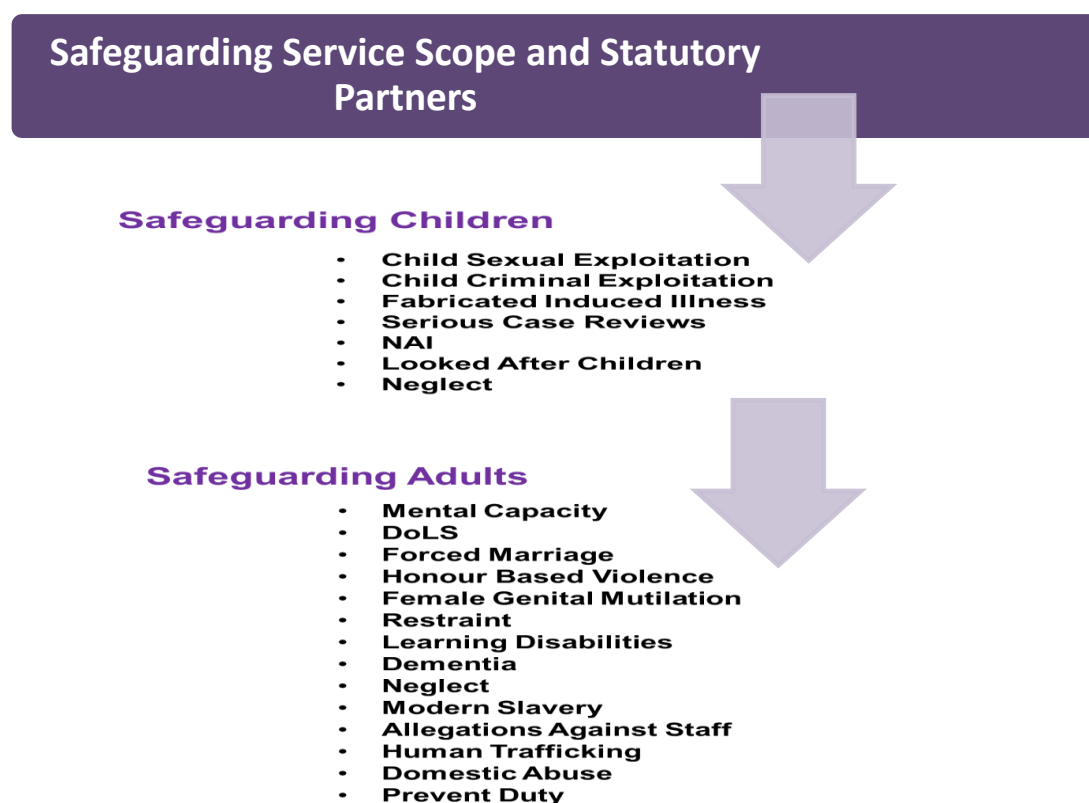 Safeguarding Service Scope and Statutory
Partners
Safeguarding Children
• Child Sexual Exploitation
• Child Criminal Exploitation
• Fabricated Induced Illness
• Serious Case Reviews
• NAI
• Looked After Children
• Neglect
Safeguarding Adults
• Mental Capacity
• DoLS
• Forced Marriage
• Honour Based Violence
• Female Genital Mutilation
• Restraint
• Learning Disabilities
• Dementia
• Neglect
• Modern Slavery
• Allegations Against Staff
• Human Trafficking
• Domestic Abuse
• Prevent Duty